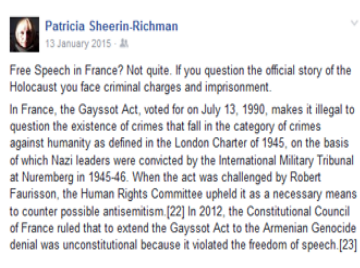 Patricia Sheerin-Richman
13 January 2015 ·
Free Speech in France? Not quite. If you question the official story of the
Holocaust you face criminal charges and imprisonment.
In France, the Gayssot Act, voted for on July 13, 1990, makes it illegal to
question the existence of crimes that fall in the category of crimes
against humanity as defined in the London Charter of 1945, on the basis
of which Nazi leaders were convicted by the International Military Tribunal
at Nuremberg in 1945-46. When the act was challenged by Robert
Faurisson, the Human Rights Committee upheld it as a necessary means
to counter possible antisemitism.[22] In 2012, the Constitutional Council
of France ruled that to extend the Gayssot Act to the Armenian Genocide
denial was unconstitutional because it violated the freedom of speech.[23]